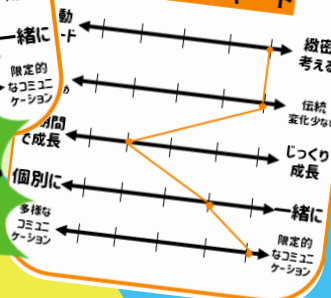 動
ード
緻密
考える
一緒に
限定的
なコミュニ
ケーション
伝統
変化少な
期間
で成長
じっくり
成長
個別に
一緒に
多様な
コミュニ
ケーション
限定的
なコミュニ
ケーション